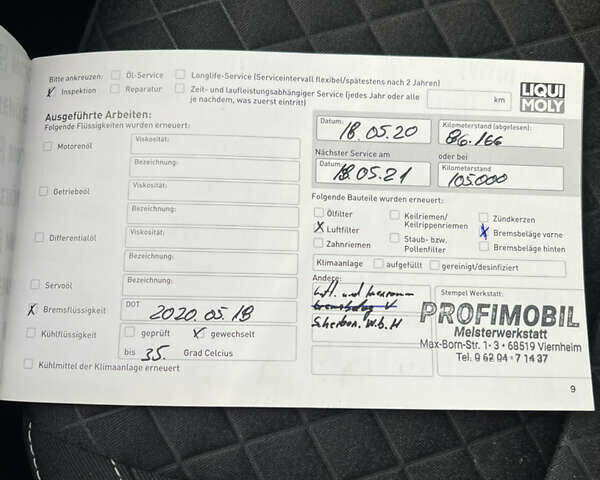 Bitte ankreuzen: Öl-Service Longlife-Service (Serviceintervall flexibel/spätestens nach 2 Jahren)
X Inspektion Reparatur Zeit- und laufleistungsabhängiger Service (jedes Jahr oder alle
je nachdem, was zuerst eintritt) km
LIQUI
MOLY
Ausgeführte Arbeiten:
Folgende Flüssigkeiten wurden erneuert:
Motorenöl
Viskosität:
Bezeichnung:
Getriebeöl
Viskosität:
Bezeichnung:
Differentialöl
Viskosität:
Bezeichnung:
Servoöl
X Bremsflüssigkeit
DOT 2020.05.18
Kühlflüssigkeit geprüft X gewechselt
bis 35. Grad Celcius
Kühlmittel der Klimaanlage erneuert
Datum: 18.05.20
Kilometerstand (abgelesen): 86.166
Nächster Service am oder bei
Datum: 18.05.21
Kilometerstand 105.000
Folgende Bauteile wurden erneuert:
Ölfilter
X Luftfilter
Zahnriemen
Keilriemen/
Keilrippenriemen
Staub- bzw.
Pollenfilter
Zündkerzen
X Bremsbeläge vorne
Bremsbeläge hinten
Klimaanlage aufgefüllt gereinigt/desinfiziert
Andere:
Stempel Werkstatt:
PROFIMOBIL
Meisterwerkstatt
Max-Born-Str. 1-3 • 68519 Viernheim
Tel. 0 62 04 - 7 14 37
9